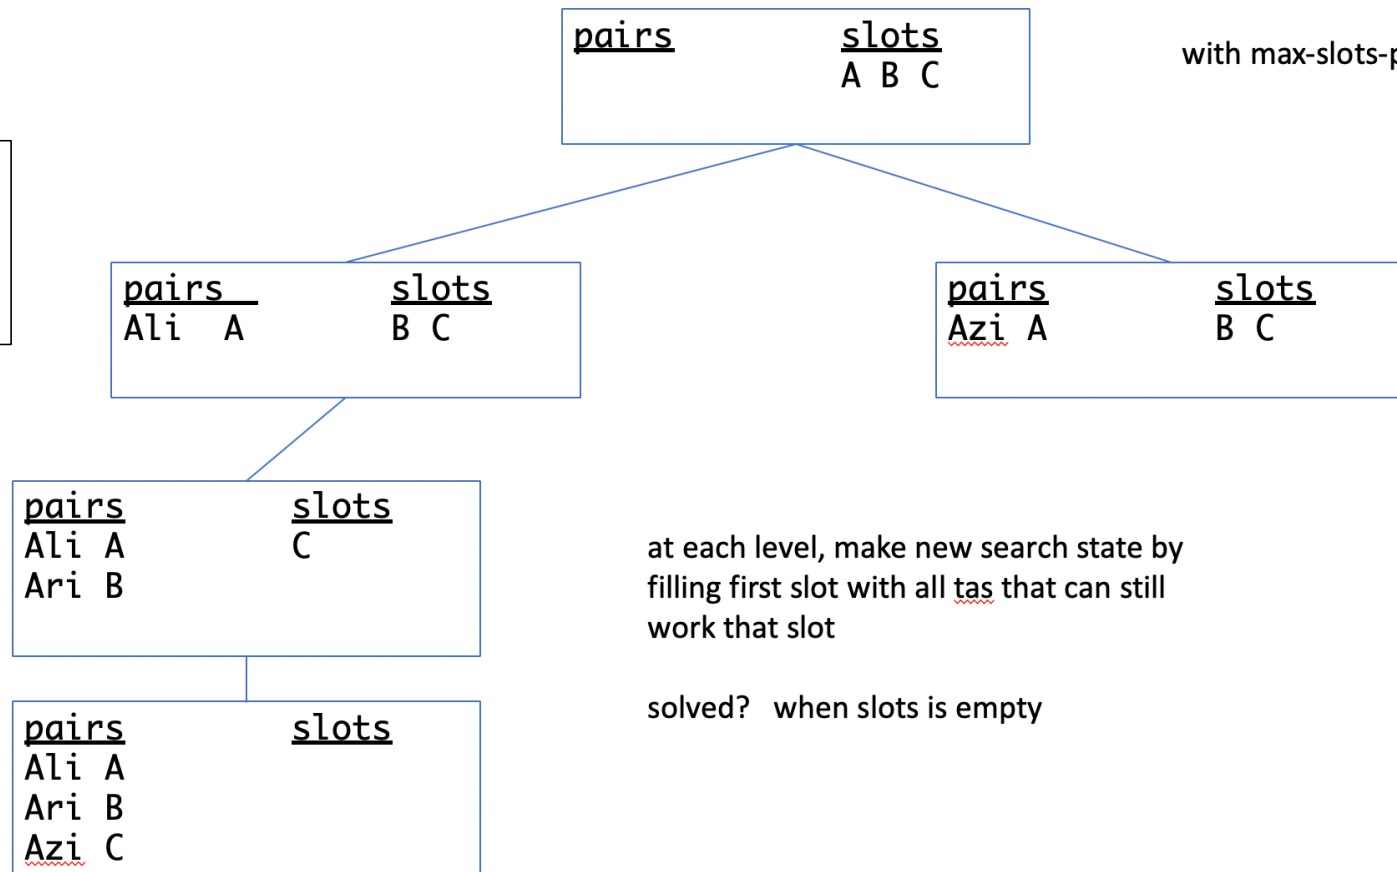 pairs slots
A B C
with max-slots-
pairs slots
Ali A B C
pairs slots
Azi A B C
pairs slots
Ali A C
Ari B
at each level, make new search state by
filling first slot with all tas that can still
work that slot
solved? when slots is empty
pairs slots
Ali A
Ari B
Azi C